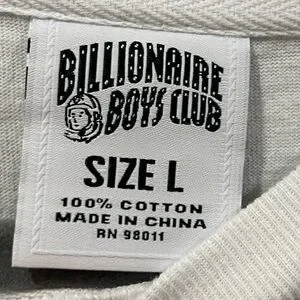 BILLIONAIRE
BOYS CLUB
SIZE L
100% COTTON
MADE IN CHINA
RN 98011